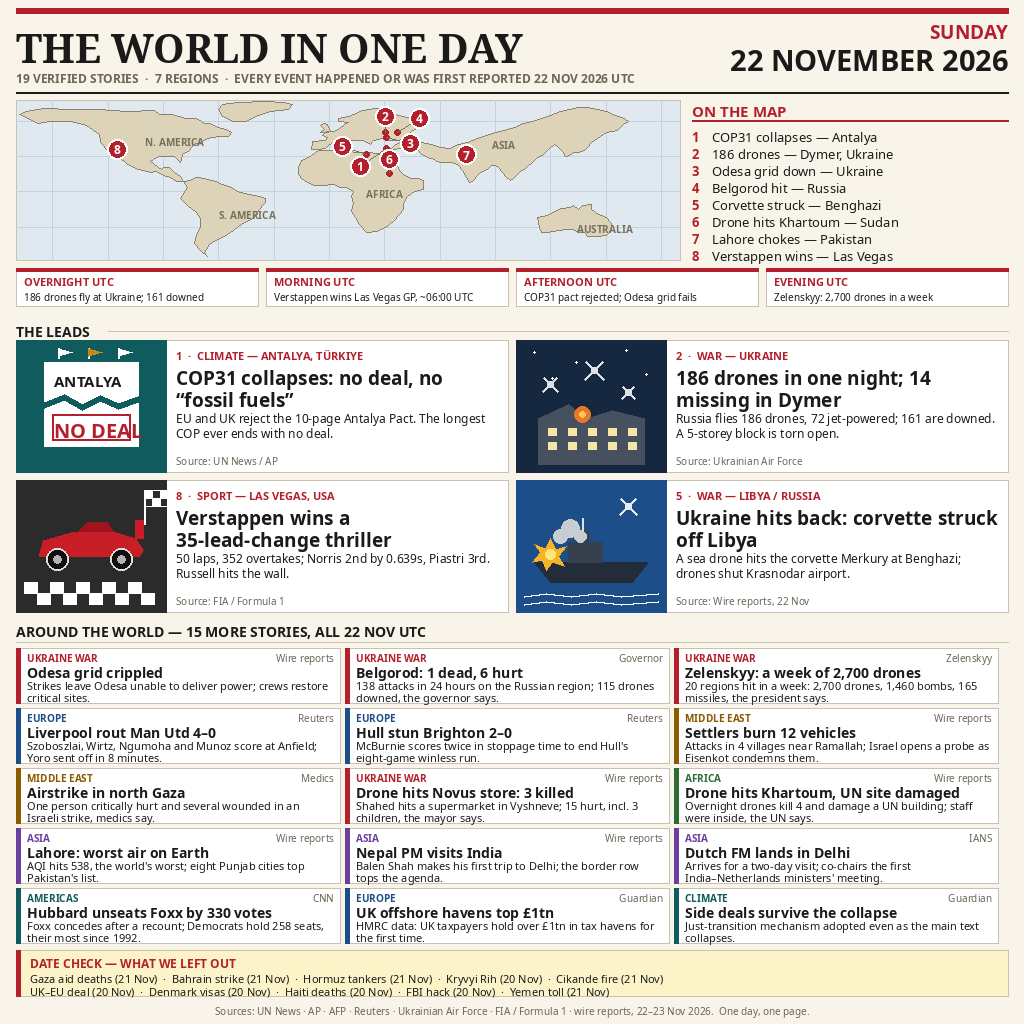 THE WORLD IN ONE DAY
19 VERIFIED STORIES · 7 REGIONS · EVERY EVENT HAPPENED OR WAS FIRST REPORTED 22 NOV 2026 UTC
SUNDAY
22 NOVEMBER 2026
N. AMERICA
S. AMERICA
AFRICA
ASIA
AUSTRALIA
1
2
3
4
5
6
7
8
ON THE MAP
1 COP31 collapses — Antalya
2 186 drones — Dymer, Ukraine
3 Odesa grid down — Ukraine
4 Belgorod hit — Russia
5 Corvette struck — Benghazi
6 Drone hits Khartoum — Sudan
7 Lahore chokes — Pakistan
8 Verstappen wins — Las Vegas
OVERNIGHT UTC
186 drones fly at Ukraine; 161 downed
MORNING UTC
Verstappen wins Las Vegas GP, ~06:00 UTC
AFTERNOON UTC
COP31 pact rejected; Odesa grid fails
EVENING UTC
Zelenskyy: 2,700 drones in a week
THE LEADS
ANTALYA
NO DEAL
1 · CLIMATE — ANTALYA, TÜRKIYE
COP31 collapses: no deal, no
“fossil fuels”
EU and UK reject the 10-page Antalya Pact. The longest
COP ever ends with no deal.
Source: UN News / AP
2 · WAR — UKRAINE
186 drones in one night; 14
missing in Dymer
Russia flies 186 drones, 72 jet-powered; 161 are downed.
A 5-storey block is torn open.
Source: Ukrainian Air Force
8 · SPORT — LAS VEGAS, USA
Verstappen wins a
35-lead-change thriller
50 laps, 352 overtakes; Norris 2nd by 0.639s, Piastri 3rd.
Russell hits the wall.
Source: FIA / Formula 1
5 · WAR — LIBYA / RUSSIA
Ukraine hits back: corvette struck
off Libya
A sea drone hits the corvette Merkury at Benghazi;
drones shut Krasnodar airport.
Source: Wire reports, 22 Nov
AROUND THE WORLD — 15 MORE STORIES, ALL 22 NOV UTC
UKRAINE WAR Wire reports
Odesa grid crippled
Strikes leave Odesa unable to deliver power; crews restore
critical sites.
UKRAINE WAR Governor
Belgorod: 1 dead, 6 hurt
138 attacks in 24 hours on the Russian region; 115 drones
downed, the governor says.
UKRAINE WAR Zelenskyy
Zelenskyy: a week of 2,700 drones
20 regions hit in a week: 2,700 drones, 1,460 bombs, 165
missiles, the president says.
EUROPE Reuters
Liverpool rout Man Utd 4–0
Szoboszlai, Wirtz, Ngumoha and Munoz score at Anfield;
Yoro sent off in 8 minutes.
EUROPE Reuters
Hull stun Brighton 2–0
McBurnie scores twice in stoppage time to end Hull's
eight-game winless run.
MIDDLE EAST Wire reports
Settlers burn 12 vehicles
Attacks in 4 villages near Ramallah; Israel opens a probe as
Eisenkot condemns them.
MIDDLE EAST Medics
Airstrike in north Gaza
One person critically hurt and several wounded in an
Israeli strike, medics say.
UKRAINE WAR Wire reports
Drone hits Novus store: 3 killed
Shahed hits a supermarket in Vyshneve; 15 hurt, incl. 3
children, the mayor says.
AFRICA Wire reports
Drone hits Khartoum, UN site damaged
Overnight drones kill 4 and damage a UN building; staff
were inside, the UN says.
ASIA Wire reports
Lahore: worst air on Earth
AQI hits 538, the world's worst; eight Punjab cities top
Pakistan's list.
ASIA Wire reports
Nepal PM visits India
Balen Shah makes his first trip to Delhi; the border row
tops the agenda.
ASIA IANS
Dutch FM lands in Delhi
Arrives for a two-day visit; co-chairs the first
India–Netherlands ministers' meeting.
AMERICAS CNN
Hubbard unseats Foxx by 330 votes
Foxx concedes after a recount; Democrats hold 258 seats,
their most since 1992.
EUROPE Guardian
UK offshore havens top £1tn
HMRC data: UK taxpayers hold over £1tn in tax havens for
the first time.
CLIMATE Guardian
Side deals survive the collapse
Just-transition mechanism adopted even as the main text
collapses.
DATE CHECK — WHAT WE LEFT OUT
Gaza aid deaths (21 Nov) · Bahrain strike (21 Nov) · Hormuz tankers (21 Nov) · Kryvyi Rih (20 Nov) · Cikande fire (21 Nov)
UK–EU deal (20 Nov) · Denmark visas (20 Nov) · Haiti deaths (20 Nov) · FBI hack (20 Nov) · Yemen toll (21 Nov)
Sources: UN News · AP · AFP · Reuters · Ukrainian Air Force · FIA / Formula 1 · wire reports, 22–23 Nov 2026. One day, one page.